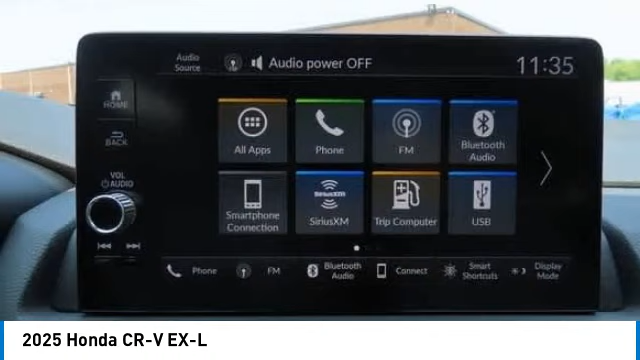 Audio
Source
Audio power OFF
11:35
HOME
BACK
VOL
AUDIO
All Apps
Phone
FM
Bluetooth
Audio
Smartphone
Connection
SiriusXM
SiriusXM
Trip Computer
USB
Phone
FM
Bluetooth
Audio
Connect
Smart
Shortcuts
Display
Mode
2025 Honda CR-V EX-L